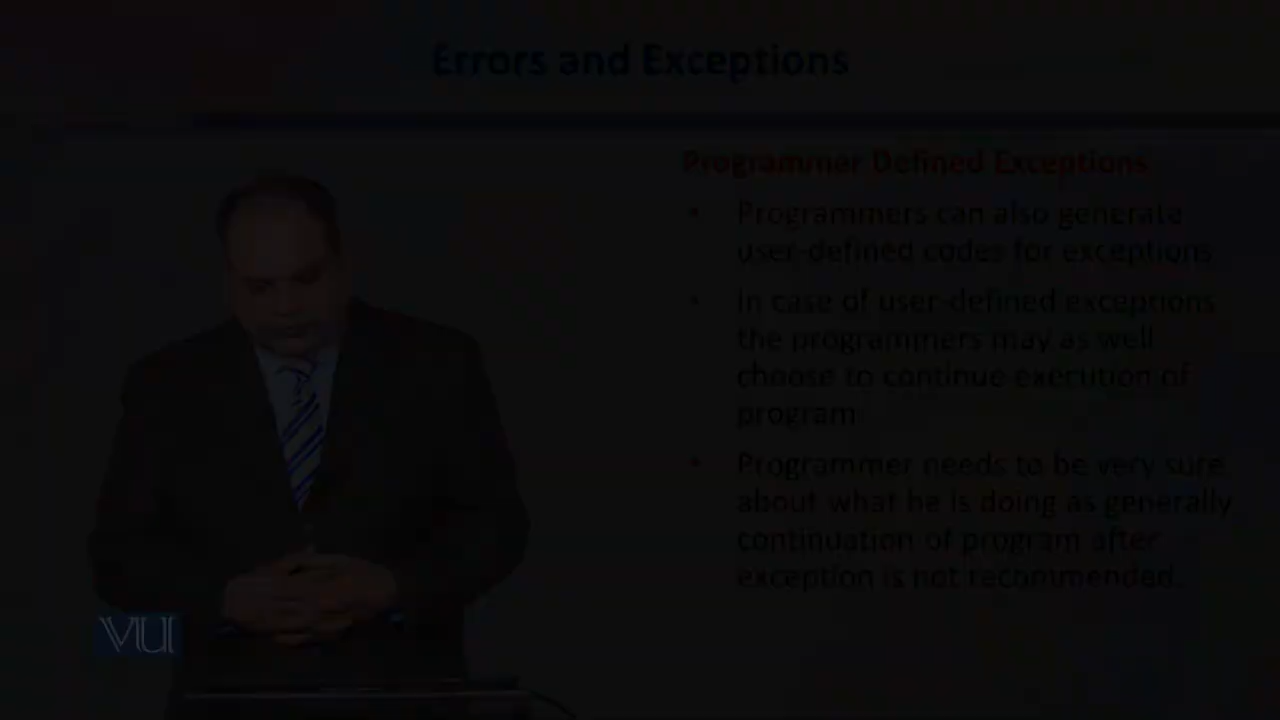 Errors and Exceptions
Programmer Defined Exceptions
• Programmers can also generate
user-defined codes for exceptions
• In case of user-defined exceptions
the programmers may as well
choose to continue execution of
program
• Programmer needs to be very sure
about what he is doing as generally
continuation of program after
exception is not recommended.
VU